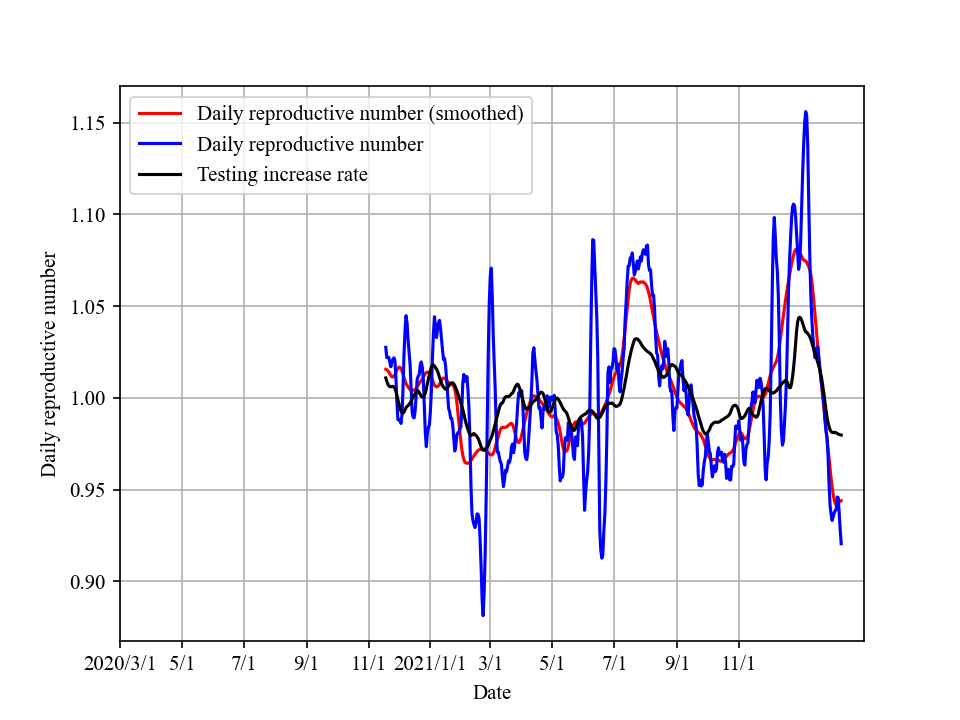 Daily reproductive number (smoothed)
Daily reproductive number
Testing increase rate
1.15
1.10
1.05
1.00
0.95
0.90
Daily reproductive number
2020/3/1 5/1 7/1 9/1 11/1 2021/1/1 3/1 5/1 7/1 9/1 11/1
Date